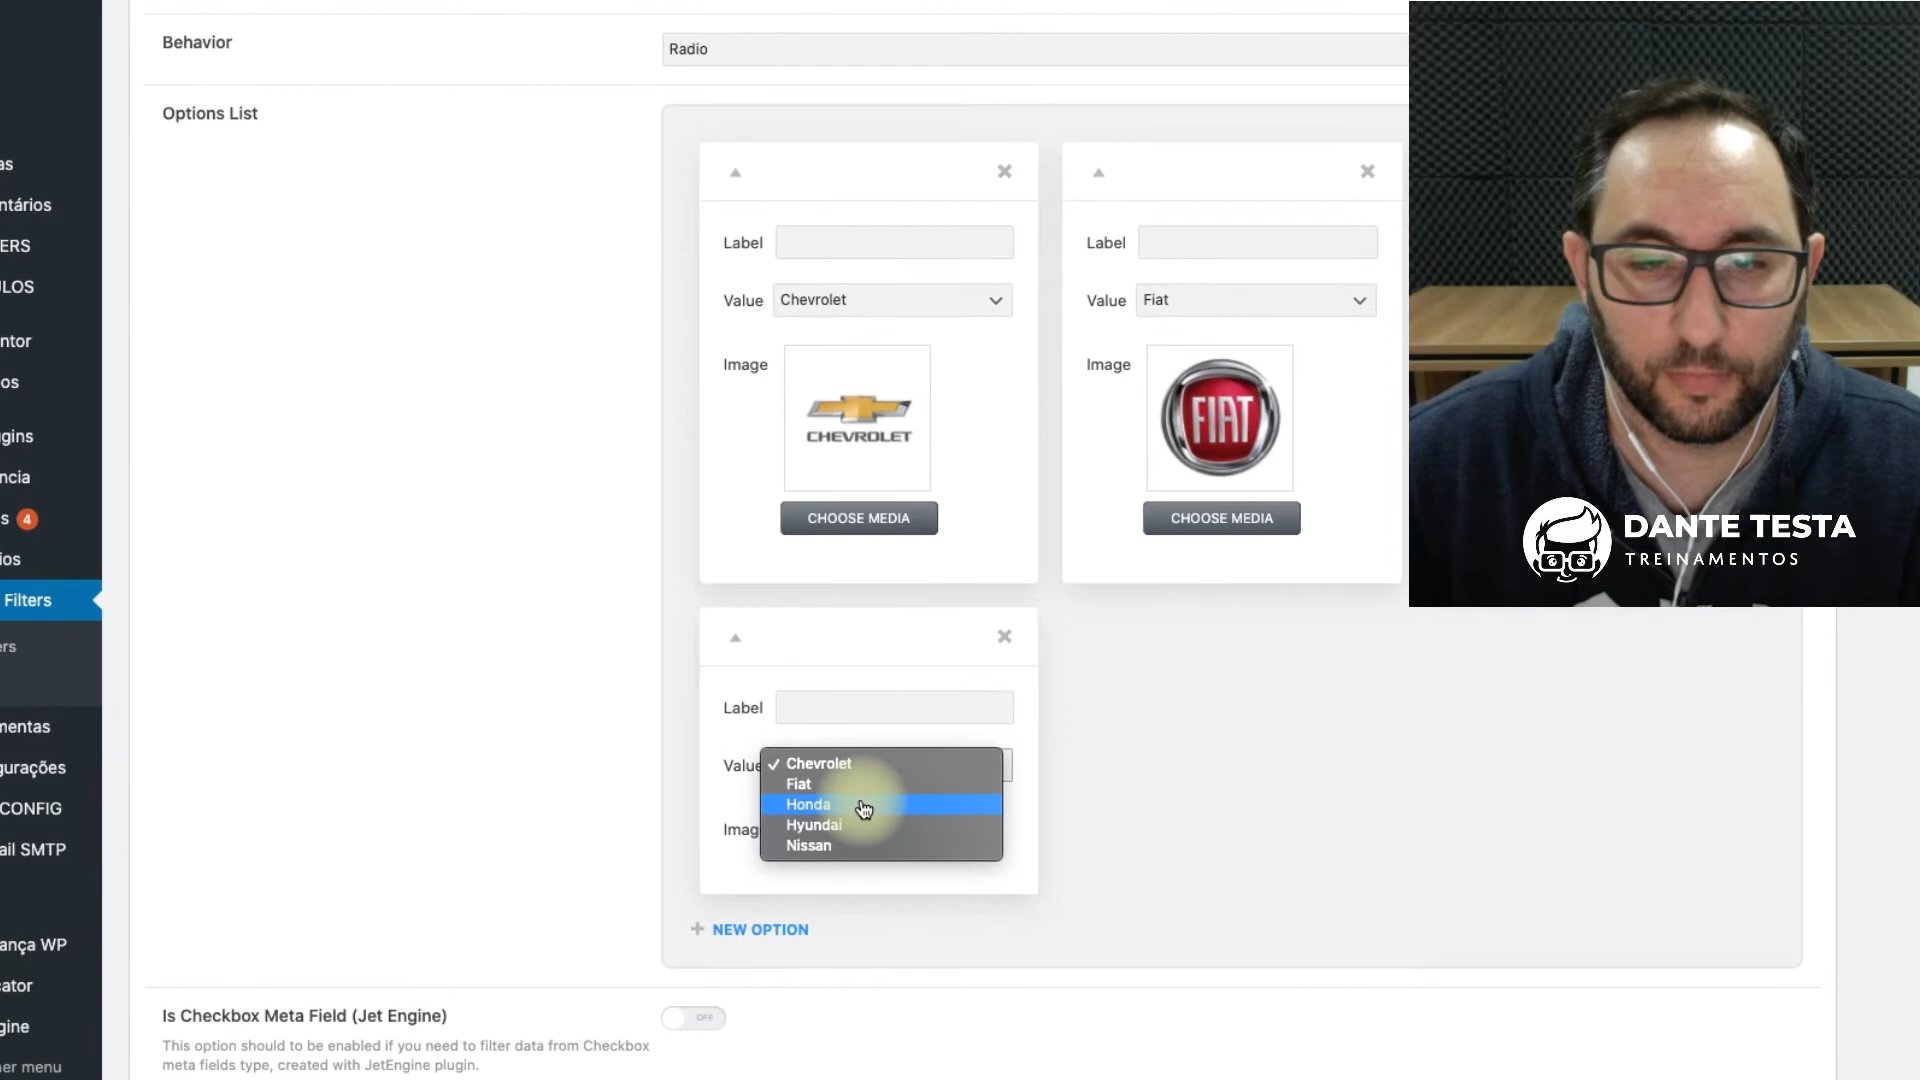 Behavior
Radio
Options List
Label
Value
Chevrolet
Image
CHEVROLET
CHOOSE MEDIA
Label
Value
Fiat
Image
FIAT
CHOOSE MEDIA
Label
Value
✓ Chevrolet
Fiat
Honda
Hyundai
Nissan
Imag
+ NEW OPTION
Is Checkbox Meta Field (Jet Engine)
OFF
This option should to be enabled if you need to filter data from Checkbox
meta fields type, created with JetEngine plugin.
as
ntários
ERS
LOS
ntor
os
gins
ncia
s 4
ios
Filters
ers
mentas
gurações
CONFIG
ail SMTP
ança WP
cator
gine
her menu
DANTE TESTA
TREINAMENTOS